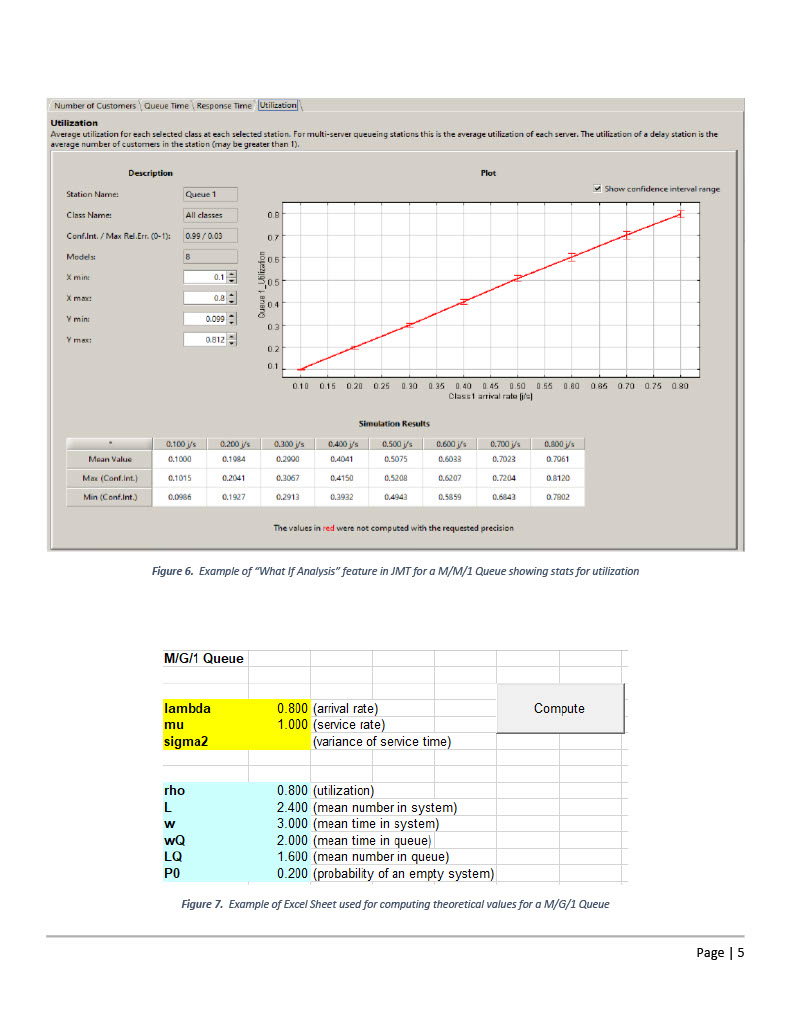 Number of Customers Queue Time Response Time Utilization
Utilization
Average utilization for each selected class at each selected station. For multi-server queueing stations this is the average utilization of each server. The utilization of a delay station is the
average number of customers in the station (may be greater than 1).
Description
Plot
Show confidence interval range
Station Name: Queue 1
Class Name: All classes
Conf.Int. / Max Rel.Err. (0-1): 0.99 / 0.03
Models: 8
X min: 0.1
X max: 0.8
Y min: 0.099
Y max: 0.812
Queue 1_Utilization
0.8
0.7
0.6
0.5
0.4
0.3
0.2
0.1
0.10 0.15 0.20 0.25 0.30 0.35 0.40 0.45 0.50 0.55 0.60 0.65 0.70 0.75 0.80
Class1 arrival rate [j/s]
Simulation Results
* 0.100 j/s 0.200 j/s 0.300 j/s 0.400 j/s 0.500 j/s 0.600 j/s 0.700 j/s 0.800 j/s
Mean Value 0.1000 0.1984 0.2990 0.4041 0.5075 0.6033 0.7023 0.7961
Max (Conf.Int.) 0.1015 0.2041 0.3067 0.4150 0.5208 0.6207 0.7204 0.8120
Min (Conf.Int.) 0.0986 0.1927 0.2913 0.3932 0.4943 0.5859 0.6843 0.7802
The values in red were not computed with the requested precision
Figure 6. Example of "What If Analysis" feature in JMT for a M/M/1 Queue showing stats for utilization
M/G/1 Queue
lambda 0.800 (arrival rate)
Compute
mu 1.000 (service rate)
sigma2 (variance of service time)
rho 0.800 (utilization)
L 2.400 (mean number in system)
w 3.000 (mean time in system)
wQ 2.000 (mean time in queue)
LQ 1.600 (mean number in queue)
P0 0.200 (probability of an empty system)
Figure 7. Example of Excel Sheet used for computing theoretical values for a M/G/1 Queue
Page | 5